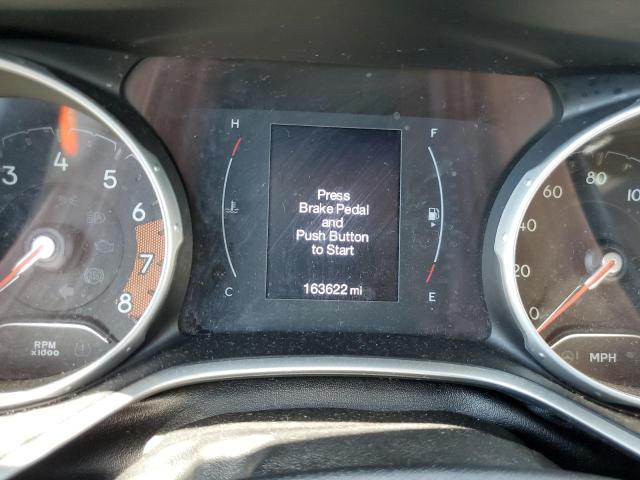 3
4
5
6
7
8
RPM
x1000
H
C
Press
Brake Pedal
and
Push Button
to Start
163622 mi
F
E
0
20
40
60
80
MPH